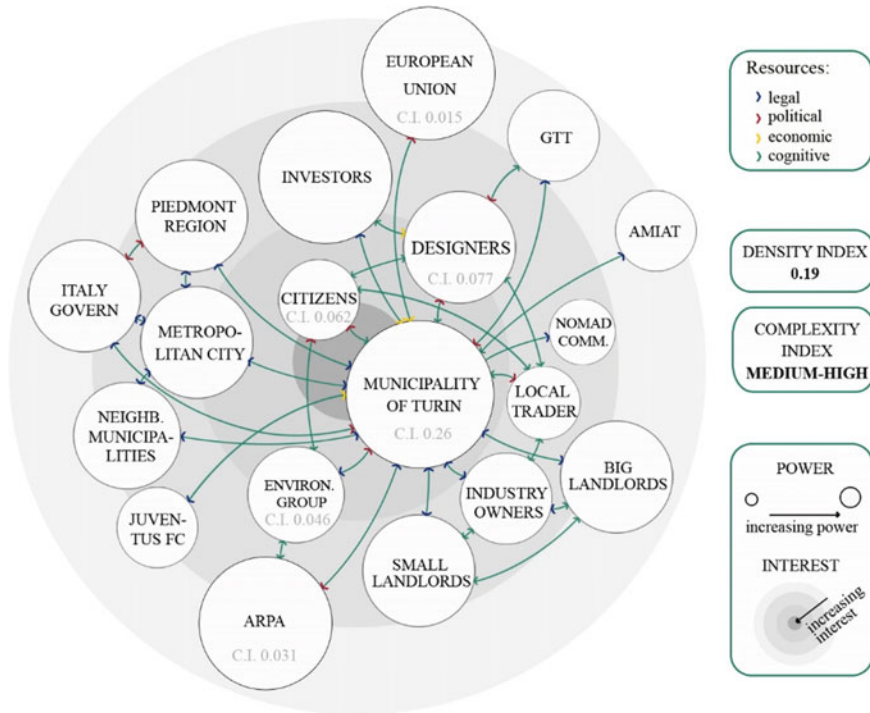 EUROPEAN
UNION
C.I. 0.015
GTT
INVESTORS
PIEDMONT
REGION
DESIGNERS
C.I. 0.077
AMIAT
ITALY
GOVERN
CITIZENS
C.I. 0.062
METROPO-
LITAN CITY
NOMAD
COMM.
MUNICIPALITY
OF TURIN
C.I. 0.26
LOCAL
TRADER
NEIGHB.
MUNICIPA-
LITIES
ENVIRON.
GROUP
C.I. 0.046
INDUSTRY
OWNERS
BIG
LANDLORDS
JUVEN-
TUS FC
SMALL
LANDLORDS
ARPA
C.I. 0.031
Resources:
legal
political
economic
cognitive
DENSITY INDEX
0.19
COMPLEXITY
INDEX
MEDIUM-HIGH
POWER
increasing power
INTEREST
increasing
interest